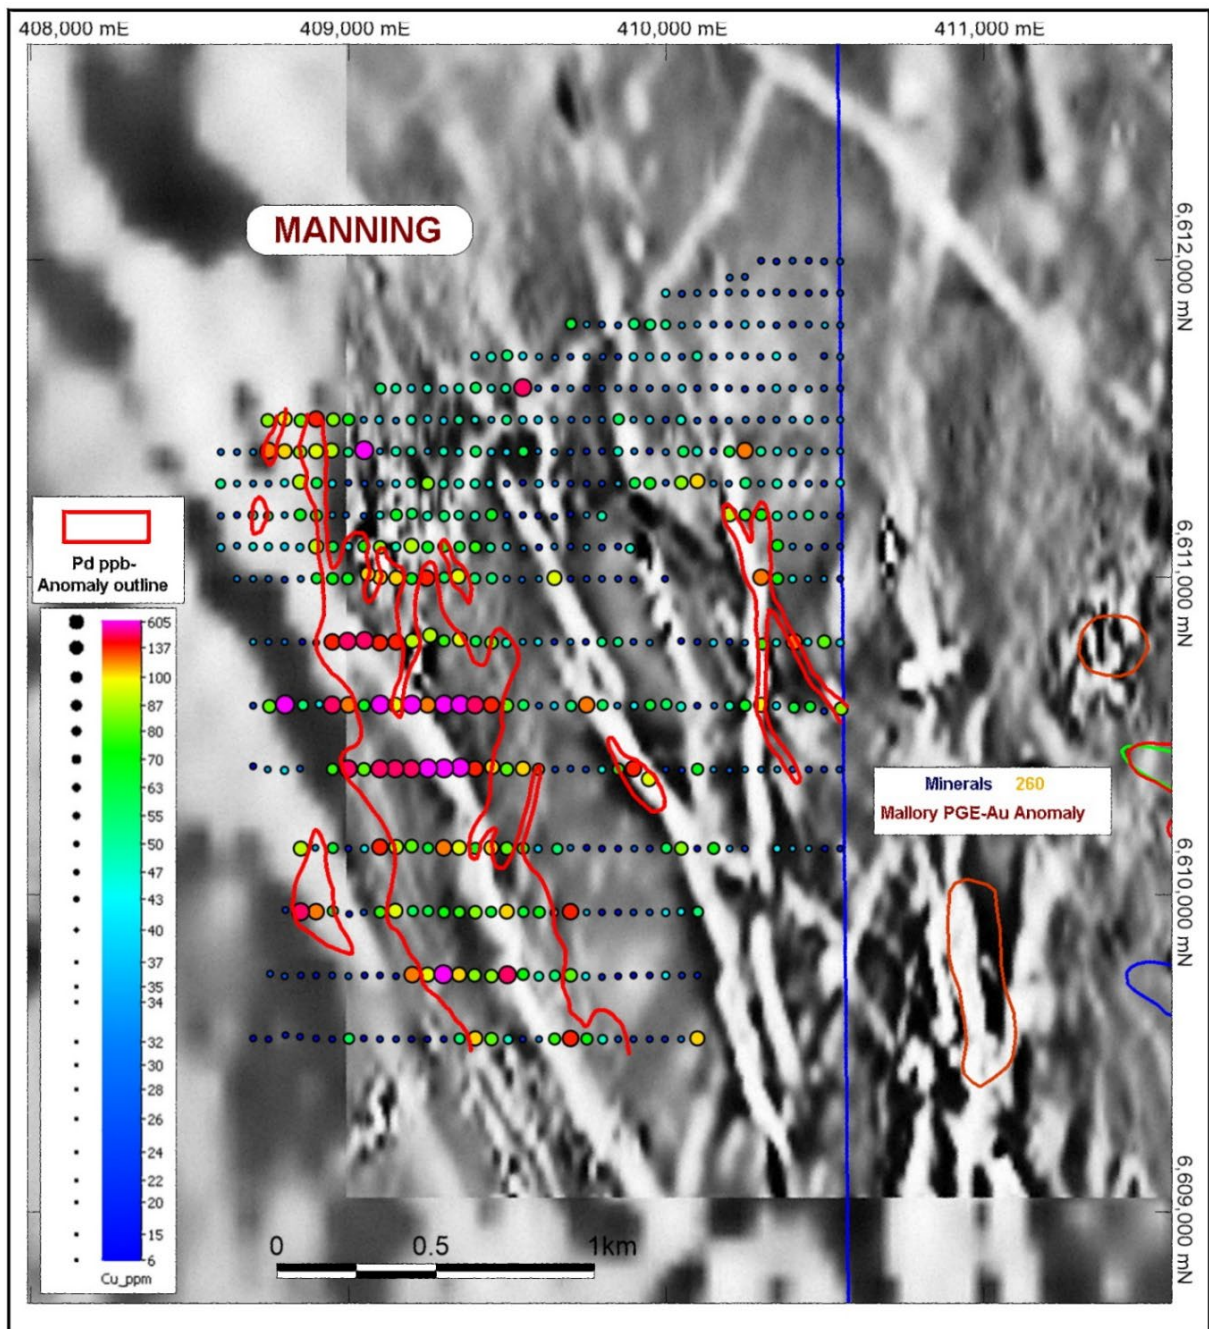 408,000 mE 409,000 mE 410,000 mE 411,000 mE
MANNING
6,612,000 mN
6,611,000 mN
6,610,000 mN
6,609,000 mN
Pd ppb-
Anomaly outline
605
137
100
87
80
70
63
55
50
47
43
40
37
35
34
32
30
28
26
24
22
20
15
6
Cu_ppm
Minerals 260
Mallory PGE-Au Anomaly
0 0.5 1km